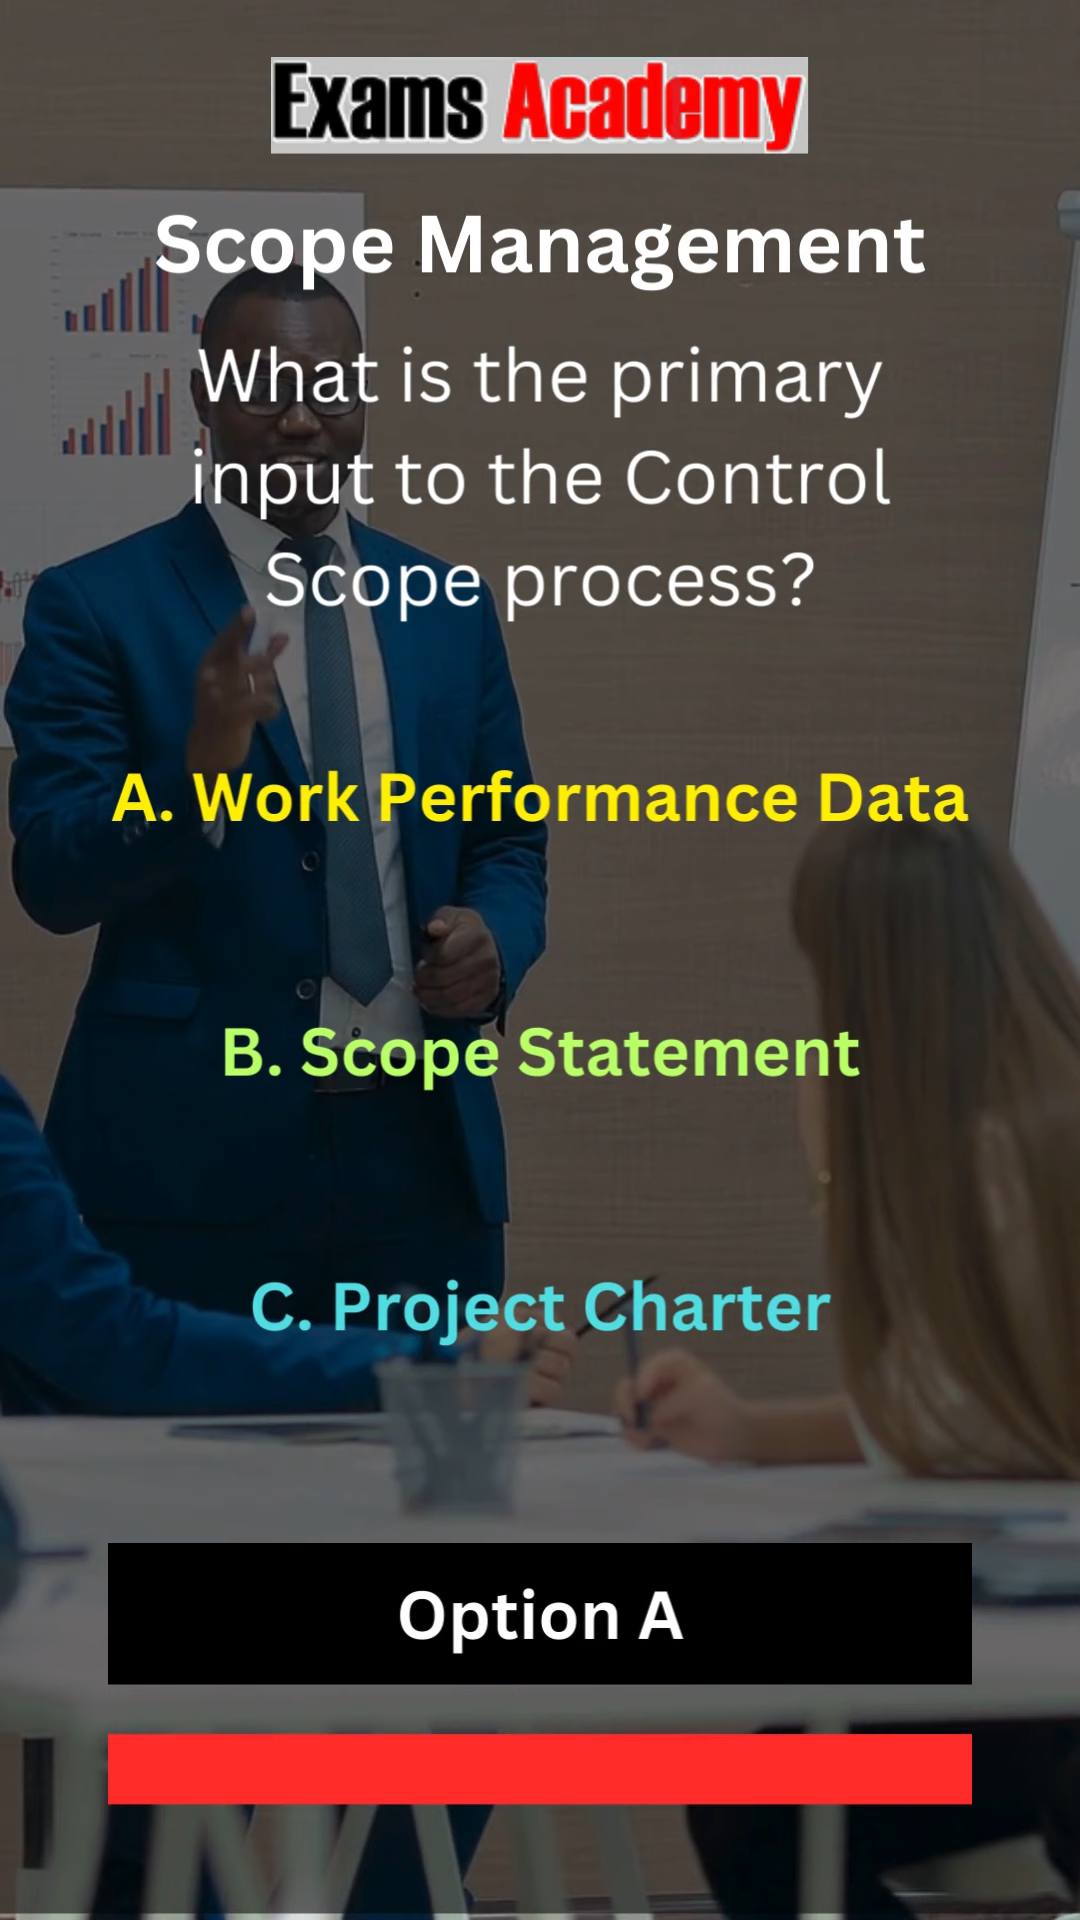 Exams Academy
Scope Management
What is the primary
input to the Control
Scope process?
A. Work Performance Data
B. Scope Statement
C. Project Charter
Option A